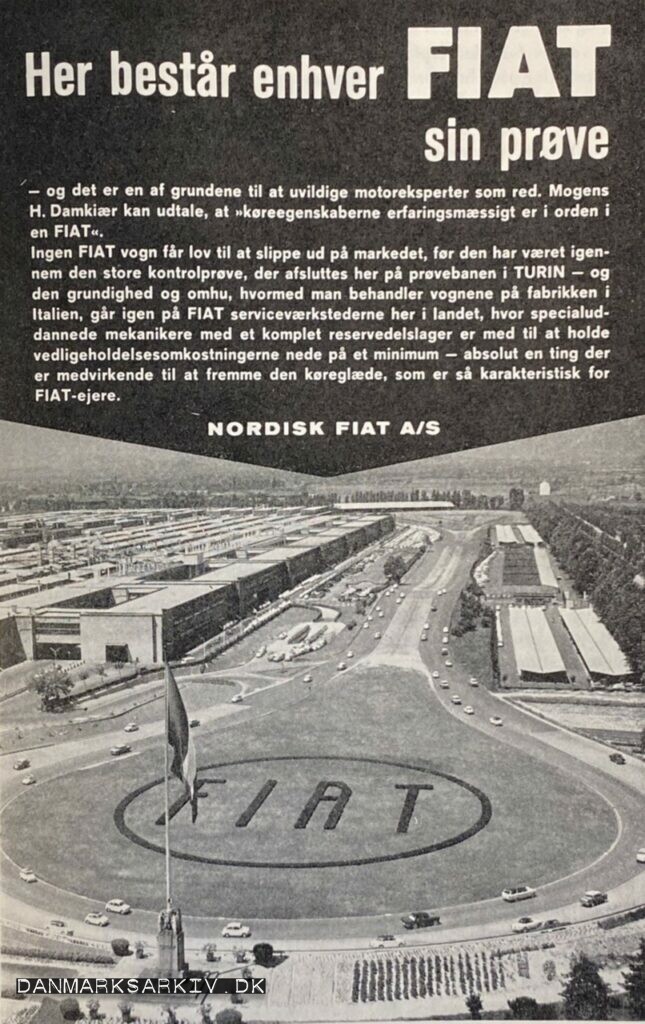 Her består enhver FIAT
sin prøve
— og det er en af grundene til at uvildige motoreksperter som red. Mogens
H. Damkiær kan udtale, at »køreegenskaberne erfaringsmæssigt er i orden i
en FIAT«.
Ingen FIAT vogn får lov til at slippe ud på markedet, før den har været igen-
nem den store kontrolprøve, der afsluttes her på prøvebanen i TURIN — og
den grundighed og omhu, hvormed man behandler vognene på fabrikken i
Italien, går igen på FIAT serviceværkstederne her i landet, hvor specialud-
dannede mekanikere med et komplet reservedelslager er med til at holde
vedligeholdelsesomkostningerne nede på et minimum — absolut en ting der
er medvirkende til at fremme den køreglæde, som er så karakteristisk for
FIAT-ejere.
NORDISK FIAT A/S
FIAT
DANMARKSARKIV.DK